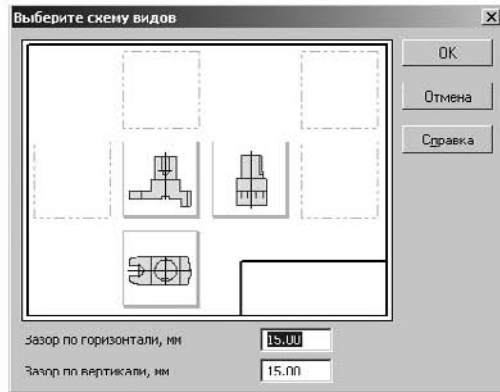 Выберите схему видов
OK
Отмена
Справка
Зазор по горизонтали, мм
15.00
Зазор по вертикали, мм
15.00